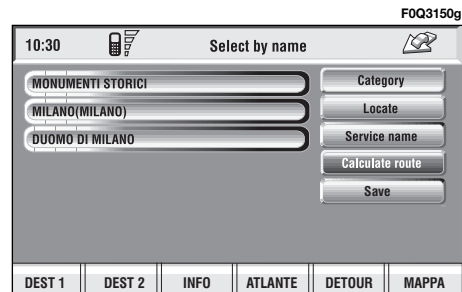 F0Q3150g
10:30 Select by name
MONUMENTI STORICI
MILANO(MILANO)
DUOMO DI MILANO
Category
Locate
Service name
Calculate route
Save
DEST 1 DEST 2 INFO ATLANTE DETOUR MAPPA